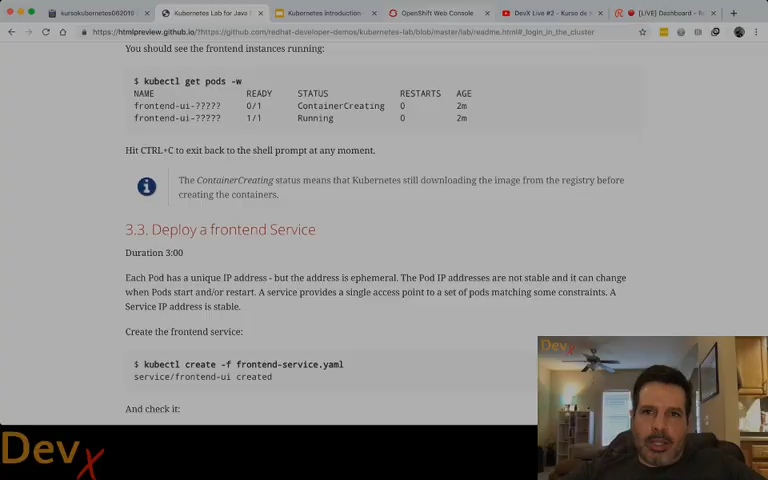 kursokubernetes062019
Kubernetes Lab for Java
Kubernetes introduction
OpenShift Web Console
DevX Live #2 - Kurso de
[LIVE] Dashboard - R
https://htmlpreview.github.io/?https://github.com/redhat-developer-demos/kubernetes-lab/blob/master/lab/readme.html#_login_in_the_cluster
You should see the frontend instances running:
$ kubectl get pods -w
NAME READY STATUS RESTARTS AGE
frontend-ui-????? 0/1 ContainerCreating 0 2m
frontend-ui-????? 1/1 Running 0 2m
Hit CTRL+C to exit back to the shell prompt at any moment.
The ContainerCreating status means that Kubernetes still downloading the image from the registry before
creating the containers.
3.3. Deploy a frontend Service
Duration 3:00
Each Pod has a unique IP address - but the address is ephemeral. The Pod IP addresses are not stable and it can change
when Pods start and/or restart. A service provides a single access point to a set of pods matching some constraints. A
Service IP address is stable.
Create the frontend service:
$ kubectl create -f frontend-service.yaml
service/frontend-ui created
And check it:
Devx
Devx